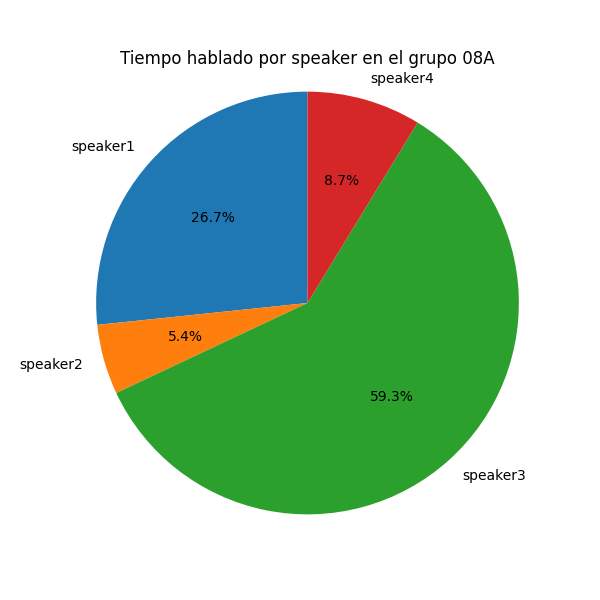 Tiempo hablado por speaker en el grupo 08A
speaker4
speaker1
8.7%
26.7%
5.4%
speaker2
59.3%
speaker3